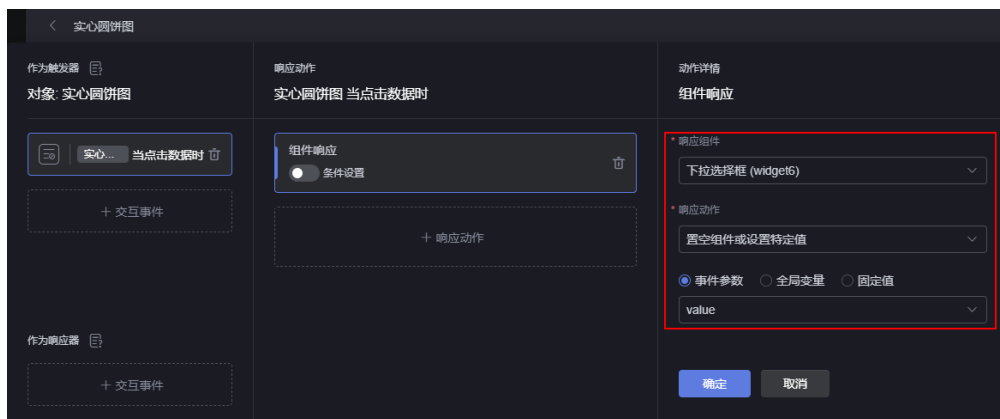 实心圆饼图
作为触发器
对象: 实心圆饼图
实心...
当点击数据时
+ 交互事件
作为响应器
+ 交互事件
响应动作
实心圆饼图 当点击数据时
组件响应
条件设置
+ 响应动作
动作详情
组件响应
* 响应组件
下拉选择框 (widget6)
* 响应动作
置空组件或设置特定值
事件参数 全局变量 固定值
value
确定 取消